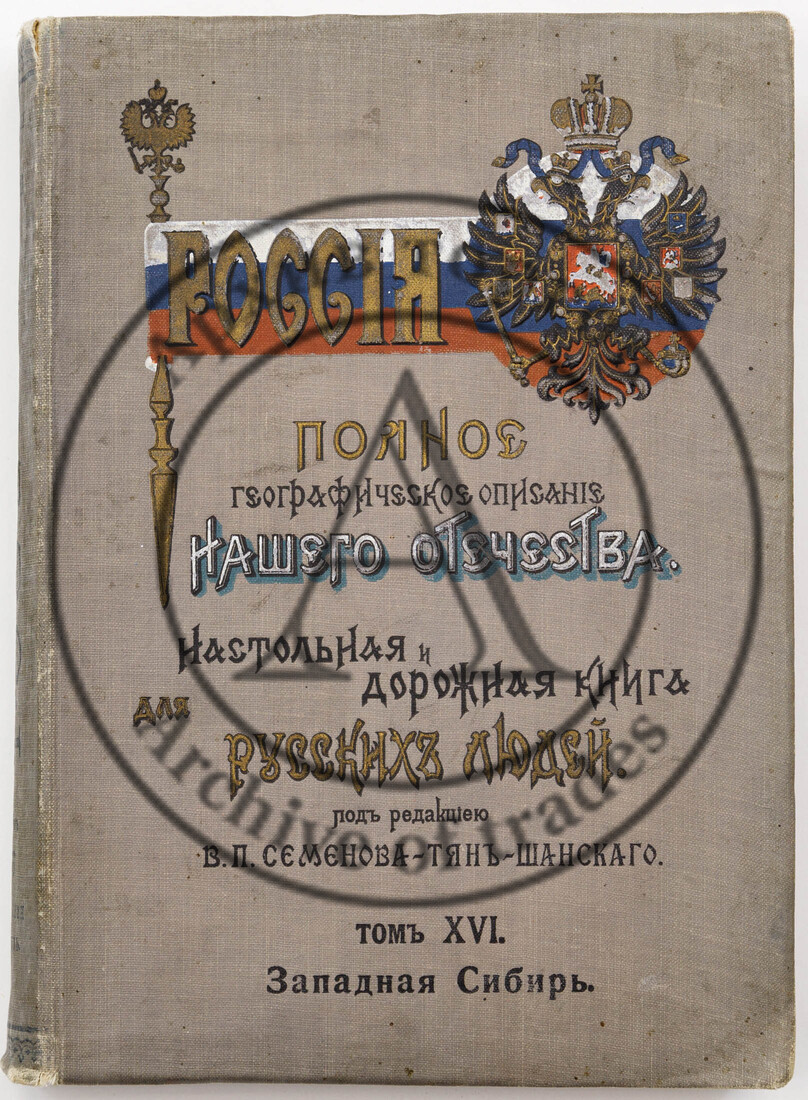 РОССІЯ
ПОЛНОЕ
ГЕОГРАФИЧЕСКОЕ ОПИСАНІЕ
НАШЕГО ОТЕЧЕСТВА.
НАСТОЛЬНАЯ И
ДОРОЖНАЯ КНИГА
ДЛЯ
РУССКИХЪ ЛЮДЕЙ.
подъ редакціею
В.П. СЕМЕНОВА-ТЯНЪ-ШАНСКАГО.
ТОМЪ XVI.
Западная Сибирь.
A
Archive of trades